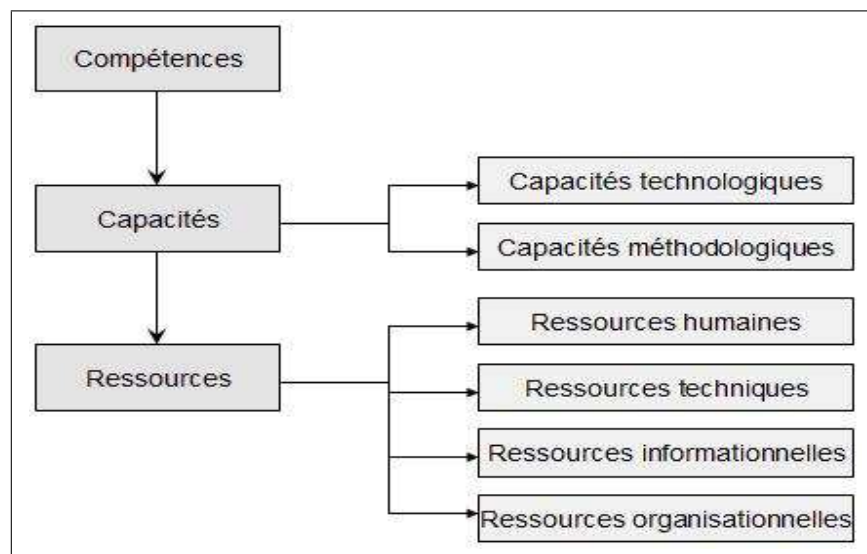 Compétences
Capacités
Capacités technologiques
Capacités méthodologiques
Ressources
Ressources humaines
Ressources techniques
Ressources informationnelles
Ressources organisationnelles